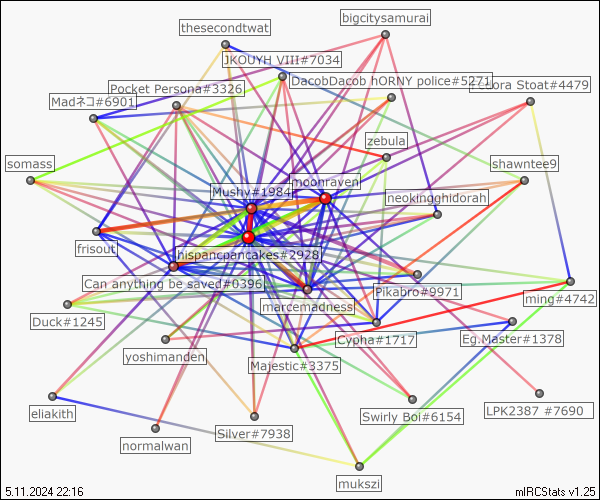 bigcitysamurai
thesecondtwat
JKOUYH VIII#7034
DacobDacob hORNY police#5271
ora Stoat#4479
Pocket Persona#3326
Madネコ#6901
zebula
somass
shawntee9
moonraven
Mushy#1984
neokingghidorah
frisout
hispancpancakes#2928
Can anything be saved#0396
Pikabro#9971
ming#4742
marcemadness
Duck#1245
Cypha#1717
Eg.Master#1378
yoshimanden
Majestic#3375
eliakith
Swirly Boi#6154
LPK2387 #7690
Silver#7938
normalwan
mukszi
5.11.2024 22:16
mIRCStats v1.25